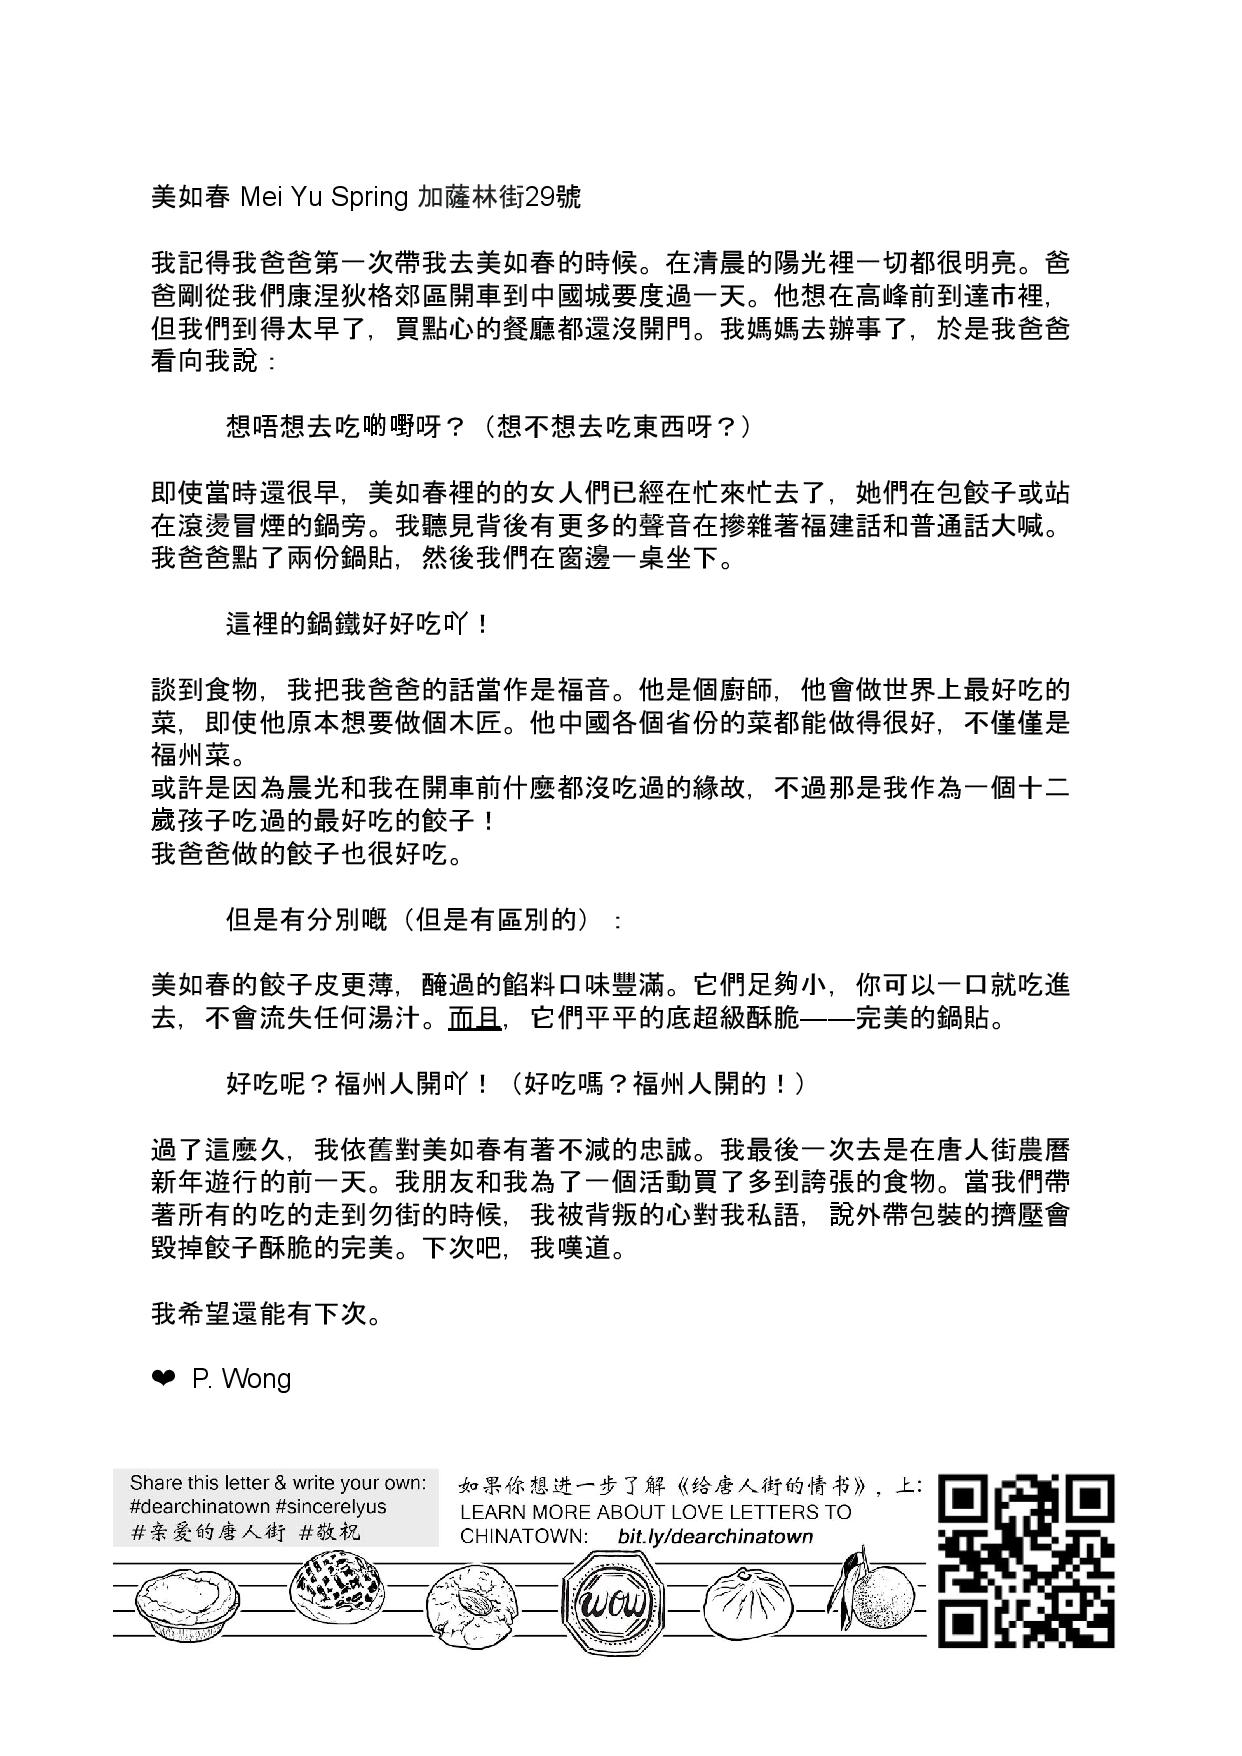 美如春 Mei Yu Spring 加薩林街29號
我記得我爸爸第一次帶我去美如春的時候。在清晨的陽光裡一切都很明亮。爸
爸剛從我們康涅狄格郊區開車到中國城要度過一天。他想在高峰前到達市裡，
但我們到得太早了，買點心的餐廳都還沒開門。我媽媽去辦事了，於是我爸爸
看向我說：
想唔想去吃啲嘢呀？（想不想去吃東西呀？）
即使當時還很早，美如春裡的的女人們已經在忙來忙去了，她們在包餃子或站
在滾燙冒煙的鍋旁。我聽見背後有更多的聲音在摻雜著福建話和普通話大喊。
我爸爸點了兩份鍋貼，然後我們在窗邊一桌坐下。
這裡的鍋鐵好好吃吖！
談到食物，我把我爸爸的話當作是福音。他是個廚師，他會做世界上最好吃的
菜，即使他原本想要做個木匠。他中國各個省份的菜都能做得很好，不僅僅是
福州菜。
或許是因為晨光和我在開車前什麼都沒吃過的緣故，不過那是我作為一個十二
歲孩子吃過的最好吃的餃子！
我爸爸做的餃子也很好吃。
但是有分別嘅（但是有區別的）：
美如春的餃子皮更薄，醃過的餡料口味豐滿。它們足夠小，你可以一口就吃進
去，不會流失任何湯汁。而且，它們平平的底超級酥脆——完美的鍋貼。
好吃呢？福州人開吖！（好吃嗎？福州人開的！）
過了這麼久，我依舊對美如春有著不減的忠誠。我最後一次去是在唐人街農曆
新年遊行的前一天。我朋友和我為了一個活動買了多到誇張的食物。當我們帶
著所有的吃的走到勿街的時候，我被背叛的心對我私語，說外帶包裝的擠壓會
毀掉餃子酥脆的完美。下次吧，我嘆道。
我希望還能有下次。
❤ P. Wong
Share this letter & write your own:
#dearchinatown #sincerelyus
#亲爱的唐人街 #敬祝
如果你想进一步了解《给唐人街的情书》，上:
LEARN MORE ABOUT LOVE LETTERS TO
CHINATOWN: bit.ly/dearchinatown
WOW